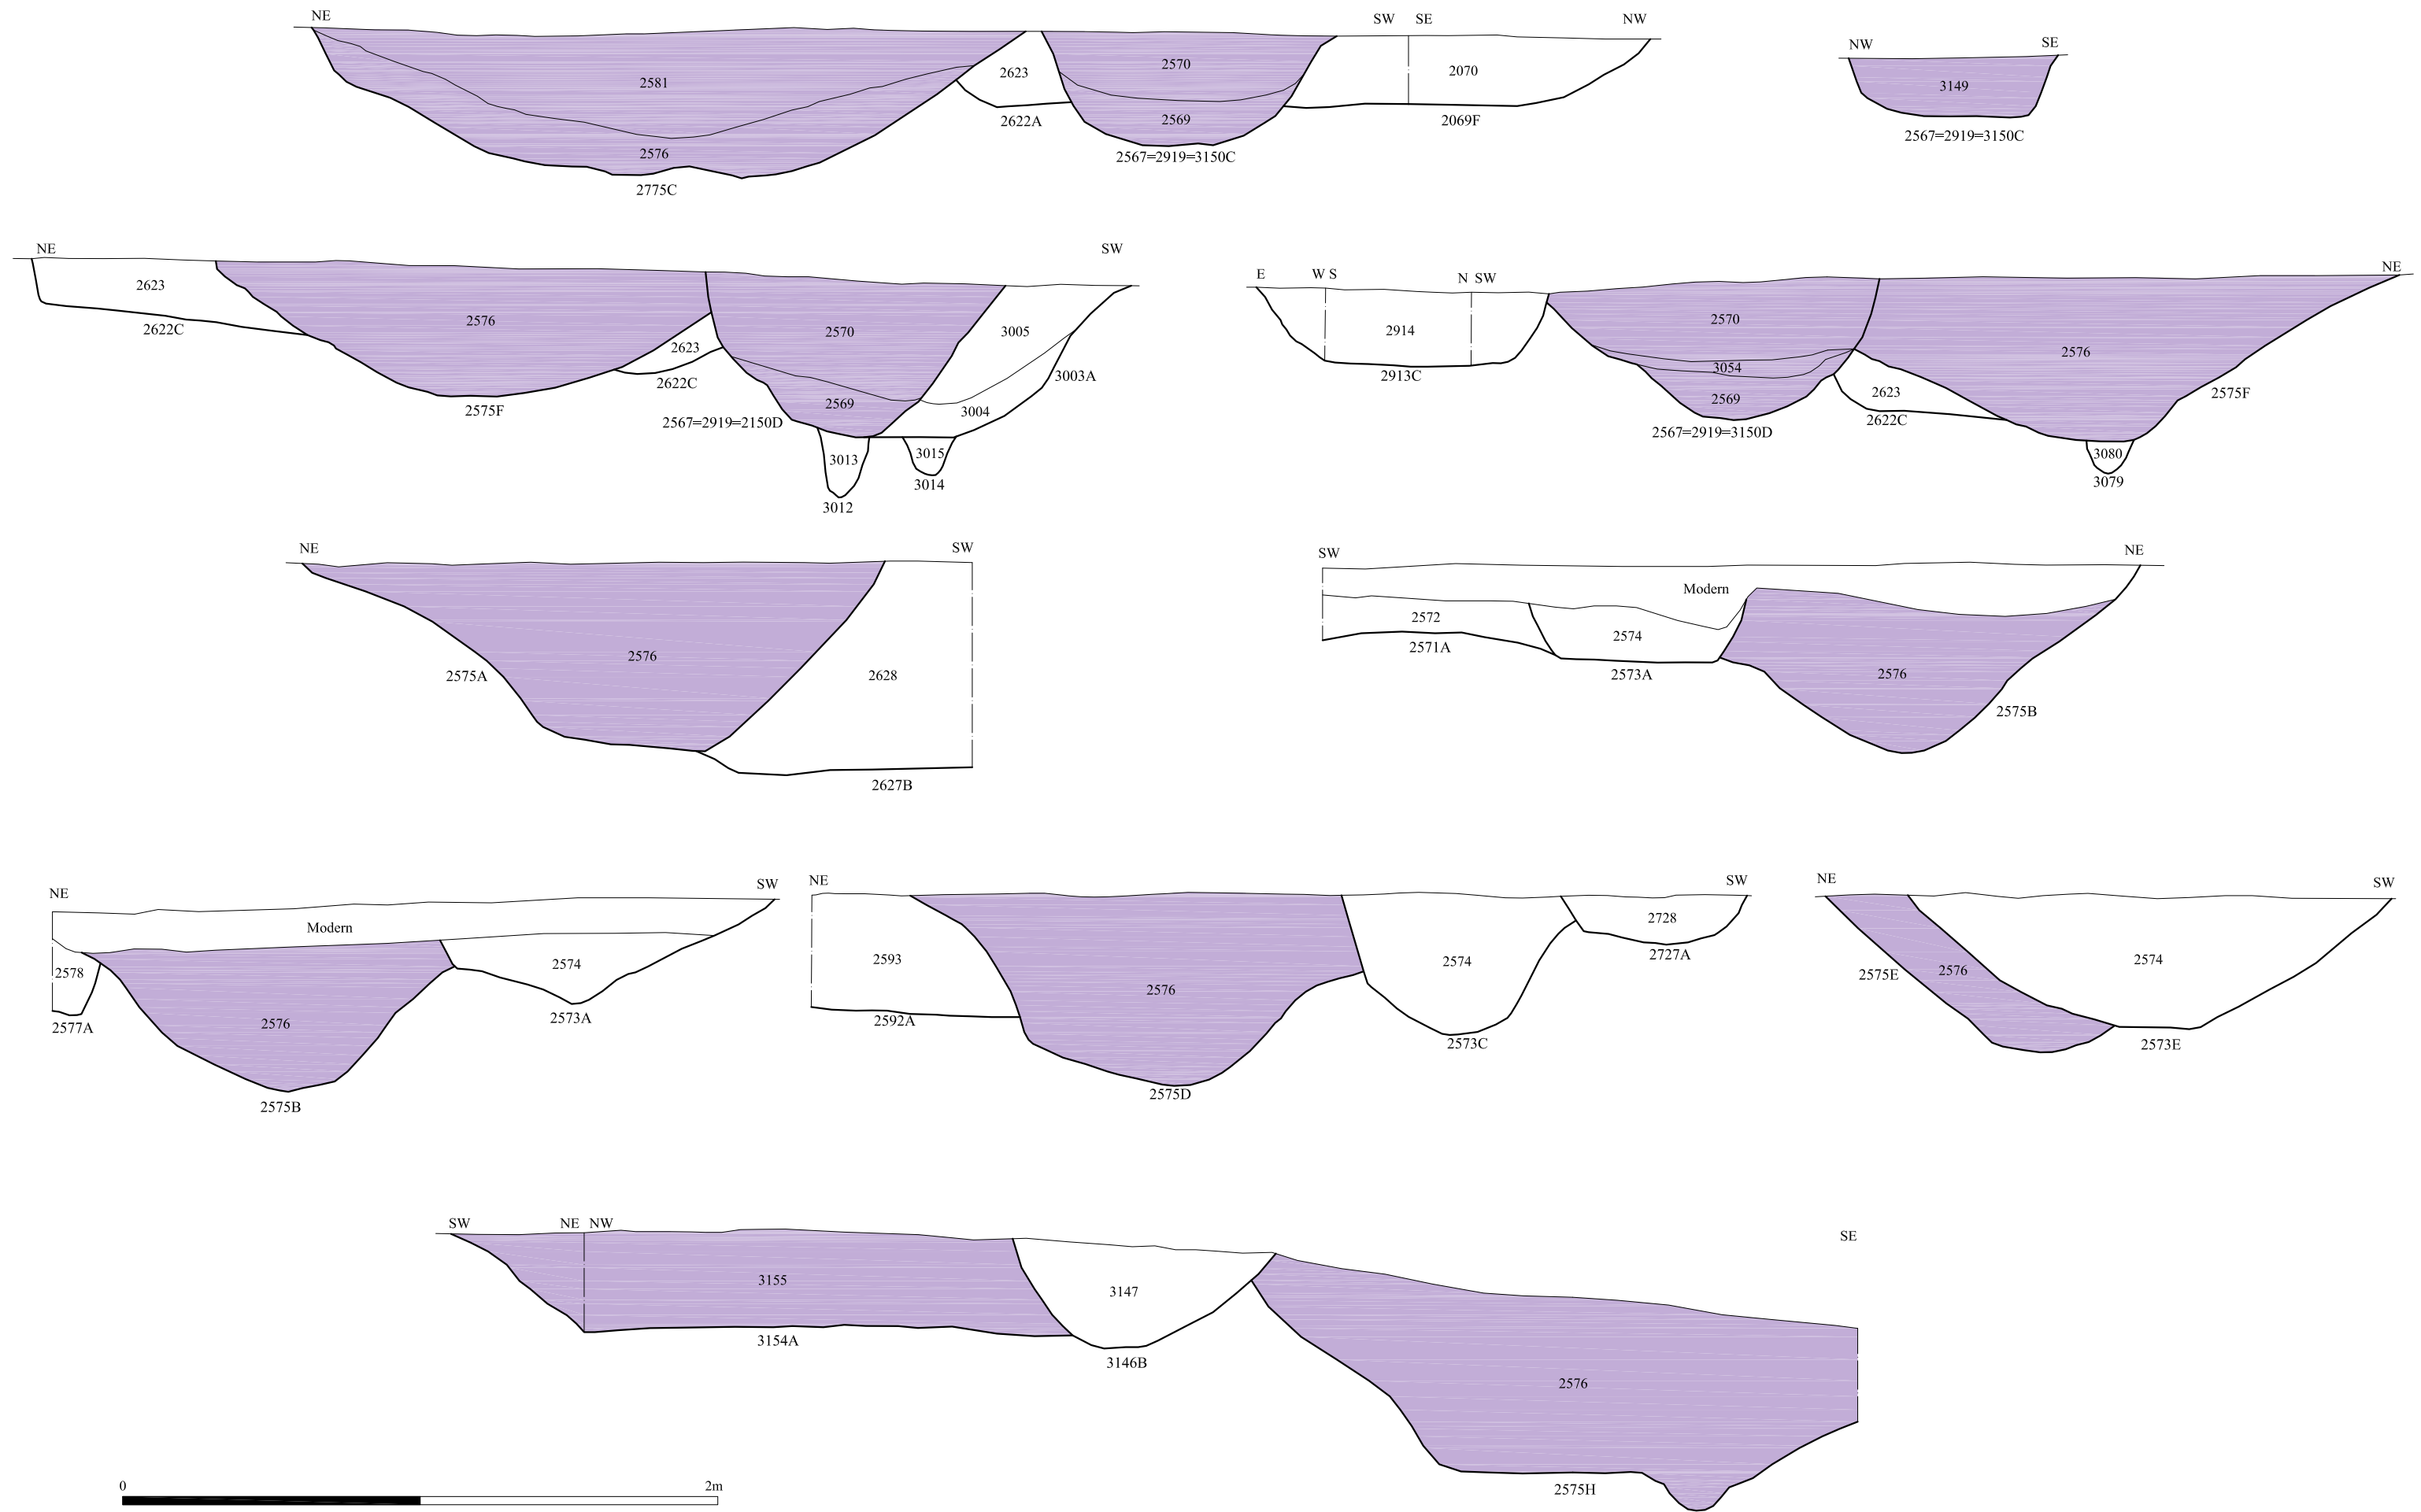 NE SW SE NW
2581 2623 2570 2070
2576 2622A 2569 2069F
2775C 2567=2919=3150C
NW SE
3149
2567=2919=3150C
NE SW
2623 2576 2570 3005
2622C 2623 3003A
2575F 2622C 2569 3004
2567=2919=2150D
3013 3015
3012 3014
E W S N SW NE
2914 2570 2576
2913C 3054 2623 2575F
2569 2622C
2567=2919=3150D
3080
3079
NE SW
2576
2575A 2628
2627B
SW NE
Modern
2572 2574
2571A 2573A 2576
2575B
NE SW
Modern
2578 2574
2577A 2576 2573A
2575B
NE SW
2593 2576 2574 2728
2592A 2573C 2727A
2575D
NE SW
2575E 2576 2574
2573E
SW NE NW SE
3155 3147
3154A 3146B
2576
2575H
0 2m